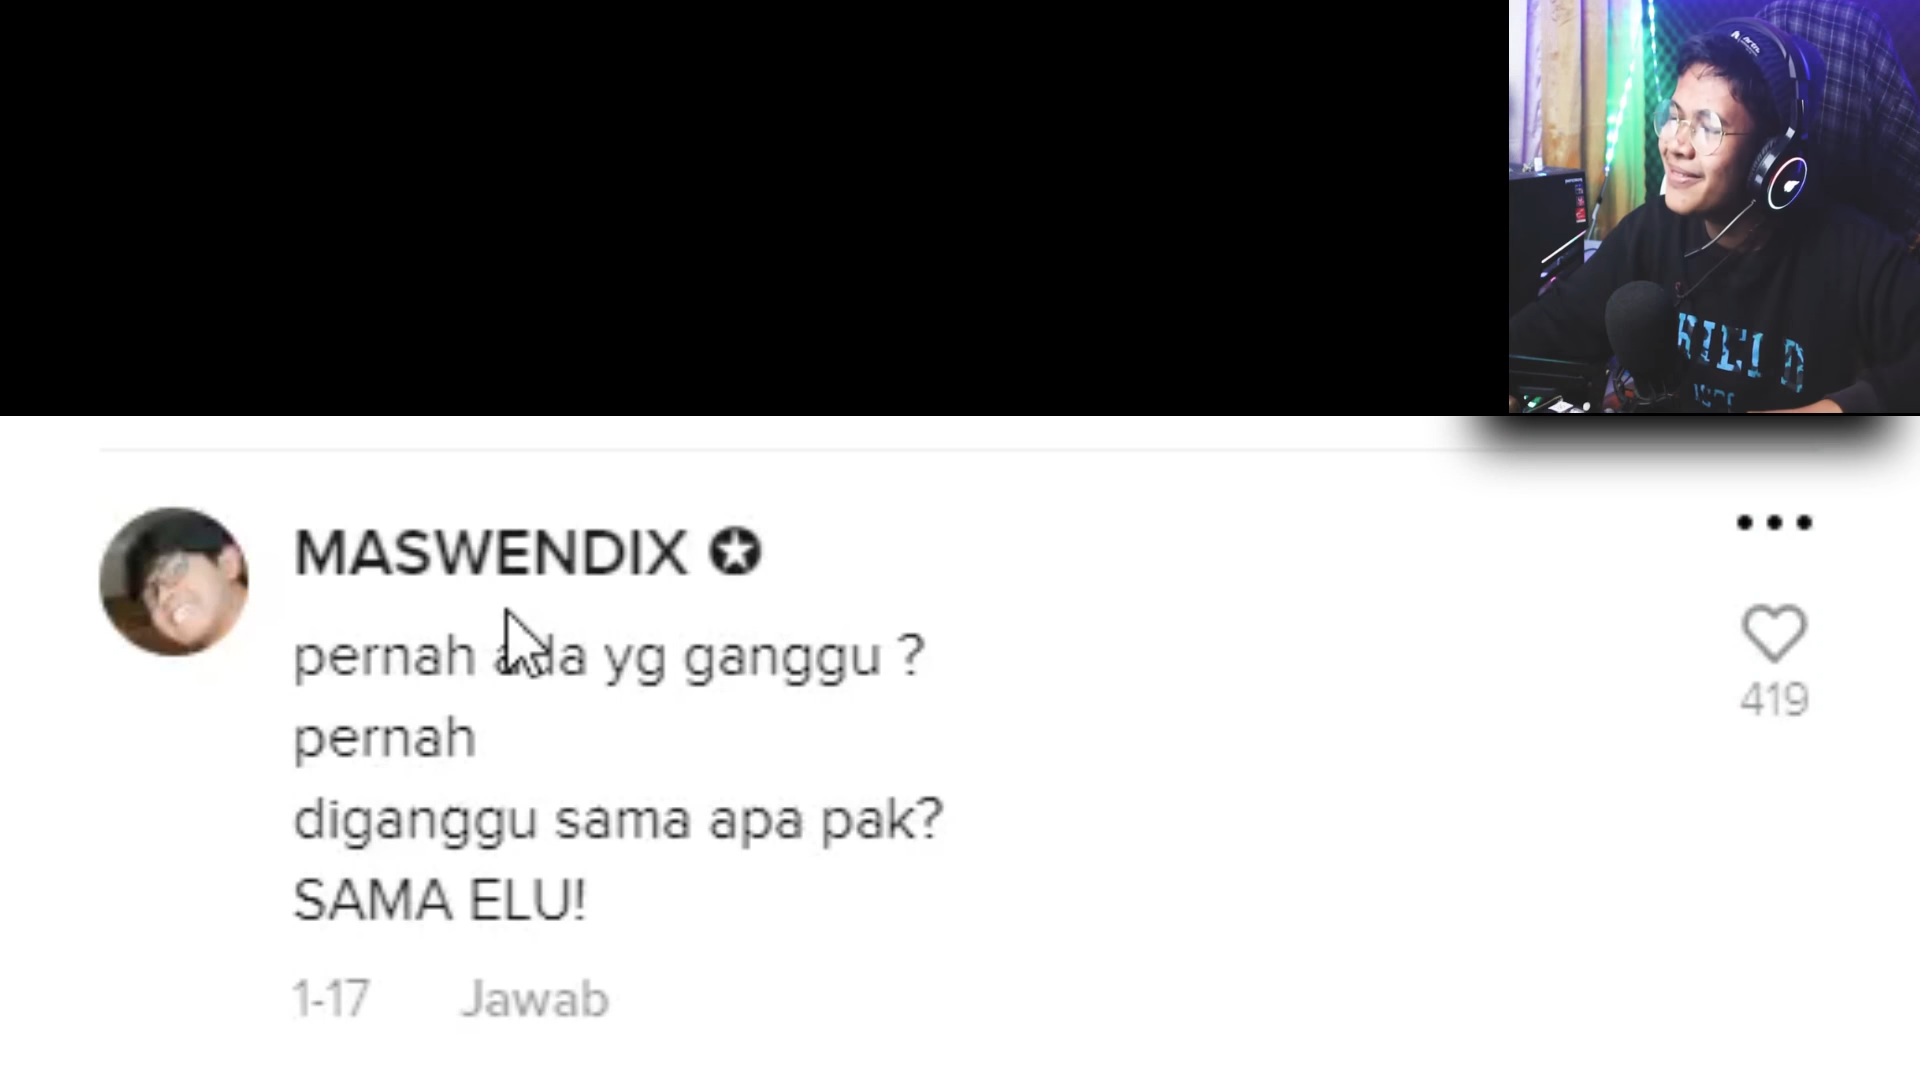 MASWENDIX
pernah ada yg ganggu ?
pernah
diganggu sama apa pak?
SAMA ELU!
1-17 Jawab
419